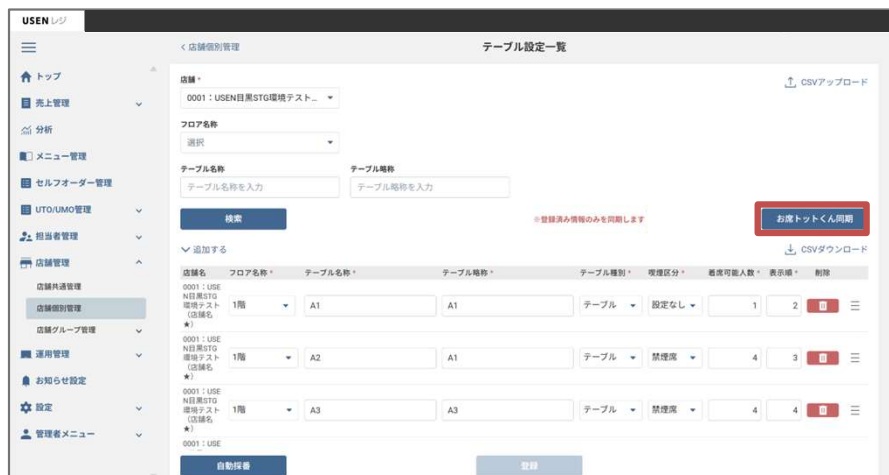 USEN レジ
店舗個別管理
テーブル設定一覧
トップ
売上管理
分析
メニュー管理
セルフオーダー管理
UTO/UMO管理
担当者管理
店舗管理
店舗共通管理
店舗個別管理
店舗グループ管理
運用管理
お知らせ設定
設定
管理者メニュー
店舗 *
CSVアップロード
0001：USEN目黒STG環境テスト...
フロア名称
選択
テーブル名称
テーブル略称
テーブル名称を入力
テーブル略称を入力
検索
※登録済み情報のみを同期します
お席トットくん同期
追加する
CSVダウンロード
店舗名 フロア名称 * テーブル名称 * テーブル略称 * テーブル種別 * 喫煙区分 * 着席可能人数 * 表示順 * 削除
0001：USE
N目黒STG
環境テスト
（店舗名
★）
1階 A1 A1 テーブル 設定なし 1 2
0001：USE
N目黒STG
環境テスト
（店舗名
★）
1階 A2 A1 テーブル 禁煙席 4 3
0001：USE
N目黒STG
環境テスト
（店舗名
★）
1階 A3 A3 テーブル 禁煙席 4 4
0001：USE
自動採番
登録